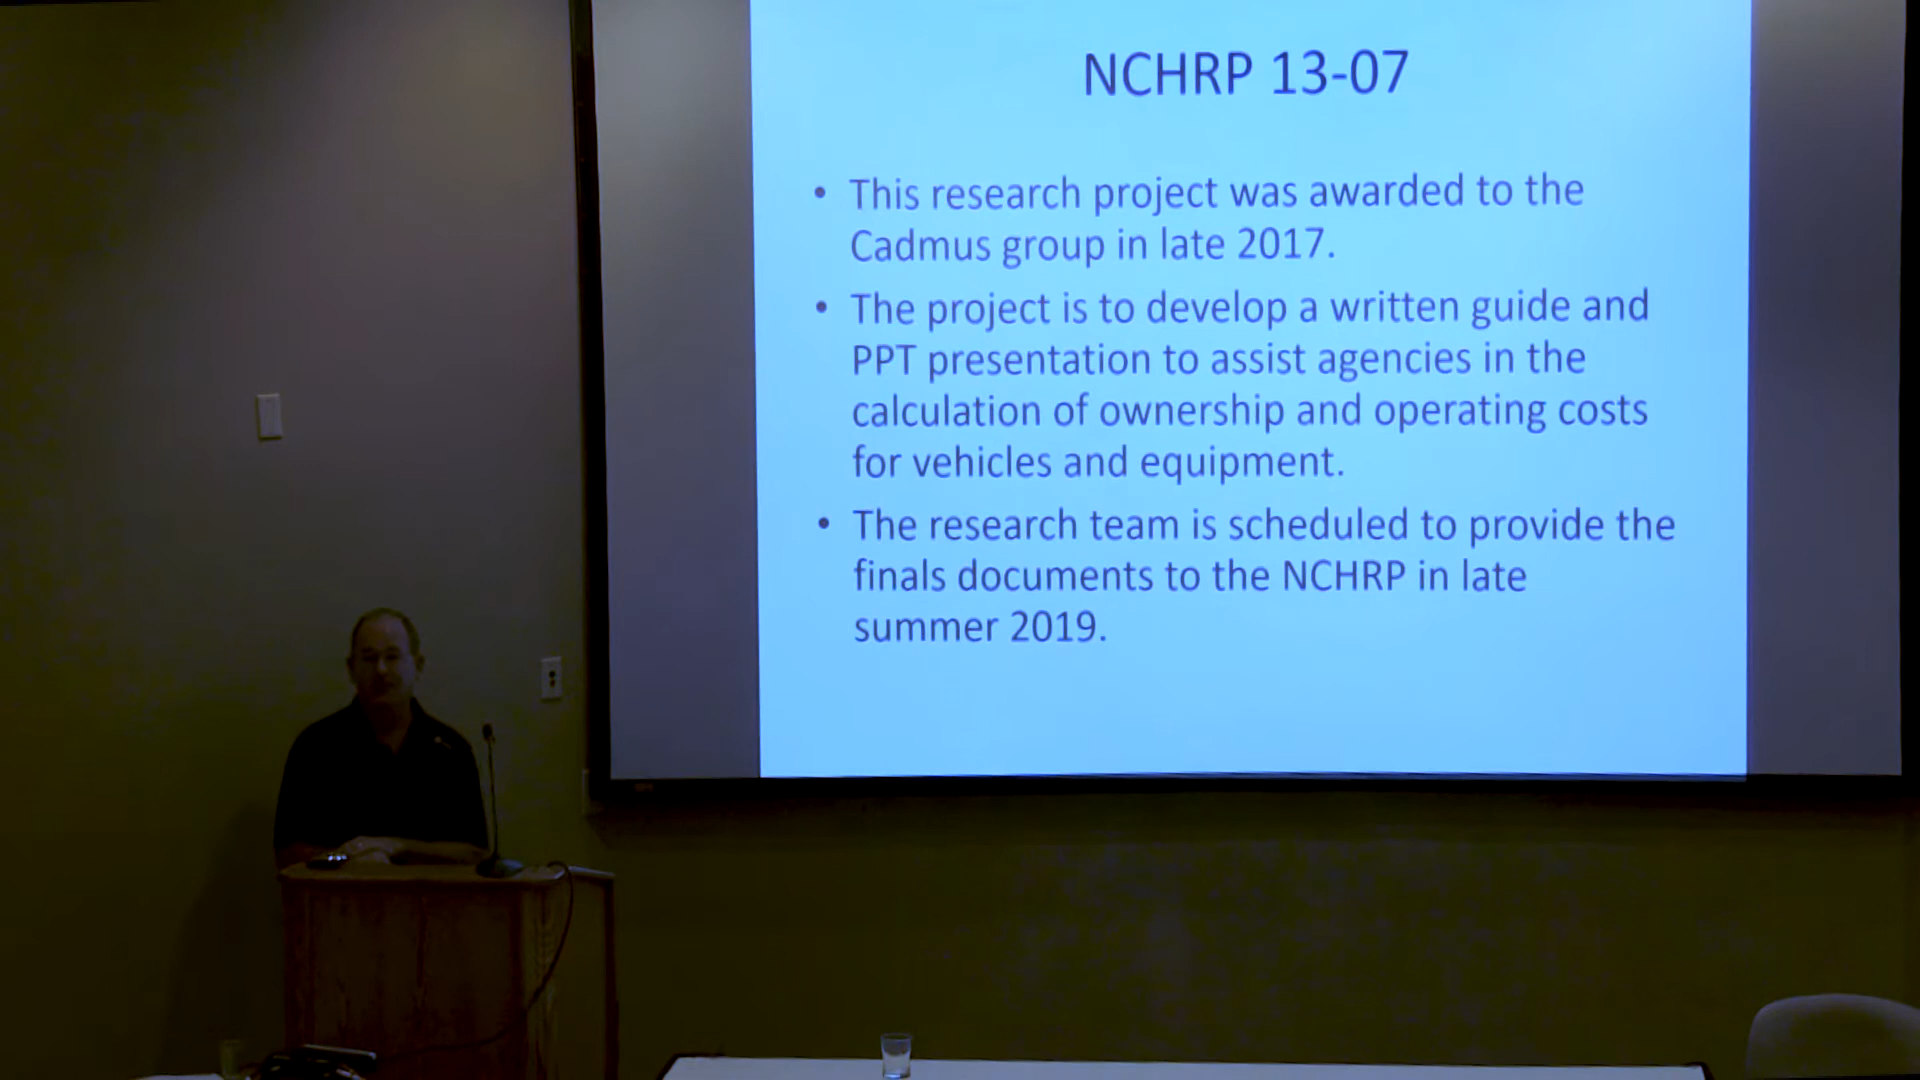 NCHRP 13-07
• This research project was awarded to the
Cadmus group in late 2017.
• The project is to develop a written guide and
PPT presentation to assist agencies in the
calculation of ownership and operating costs
for vehicles and equipment.
• The research team is scheduled to provide the
finals documents to the NCHRP in late
summer 2019.